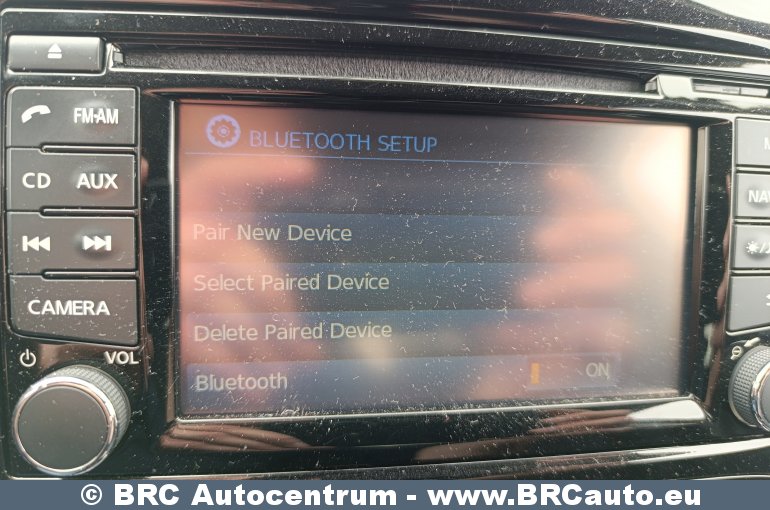 FM·AM
CD AUX
CAMERA
VOL
BLUETOOTH SETUP
Pair New Device
Select Paired Device
Delete Paired Device
Bluetooth ON
© BRC Autocentrum - www.BRCauto.eu